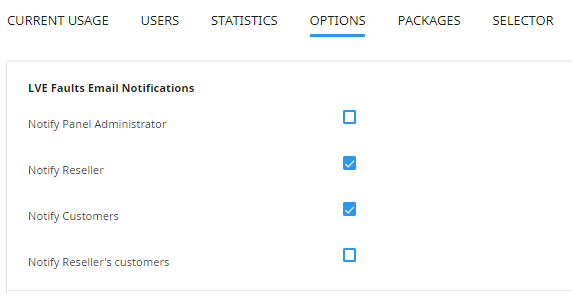 CURRENT USAGE USERS STATISTICS OPTIONS PACKAGES SELECTOR
LVE Faults Email Notifications
Notify Panel Administrator
Notify Reseller
Notify Customers
Notify Reseller's customers